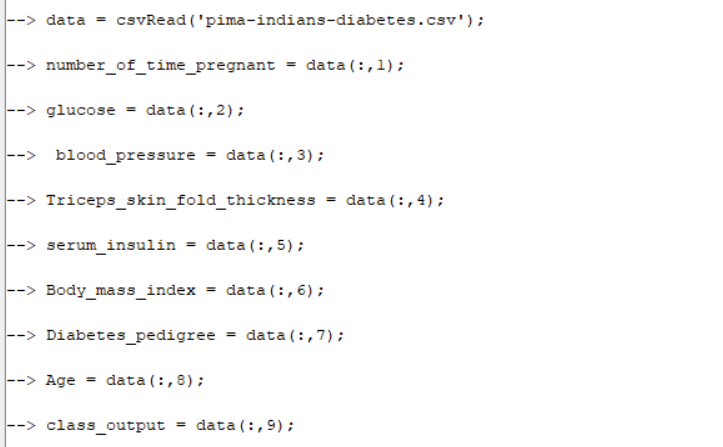 --> data = csvRead('pima-indians-diabetes.csv');
--> number_of_time_pregnant = data(:,1);
--> glucose = data(:,2);
-->  blood_pressure = data(:,3);
--> Triceps_skin_fold_thickness = data(:,4);
--> serum_insulin = data(:,5);
--> Body_mass_index = data(:,6);
--> Diabetes_pedigree = data(:,7);
--> Age = data(:,8);
--> class_output = data(:,9);